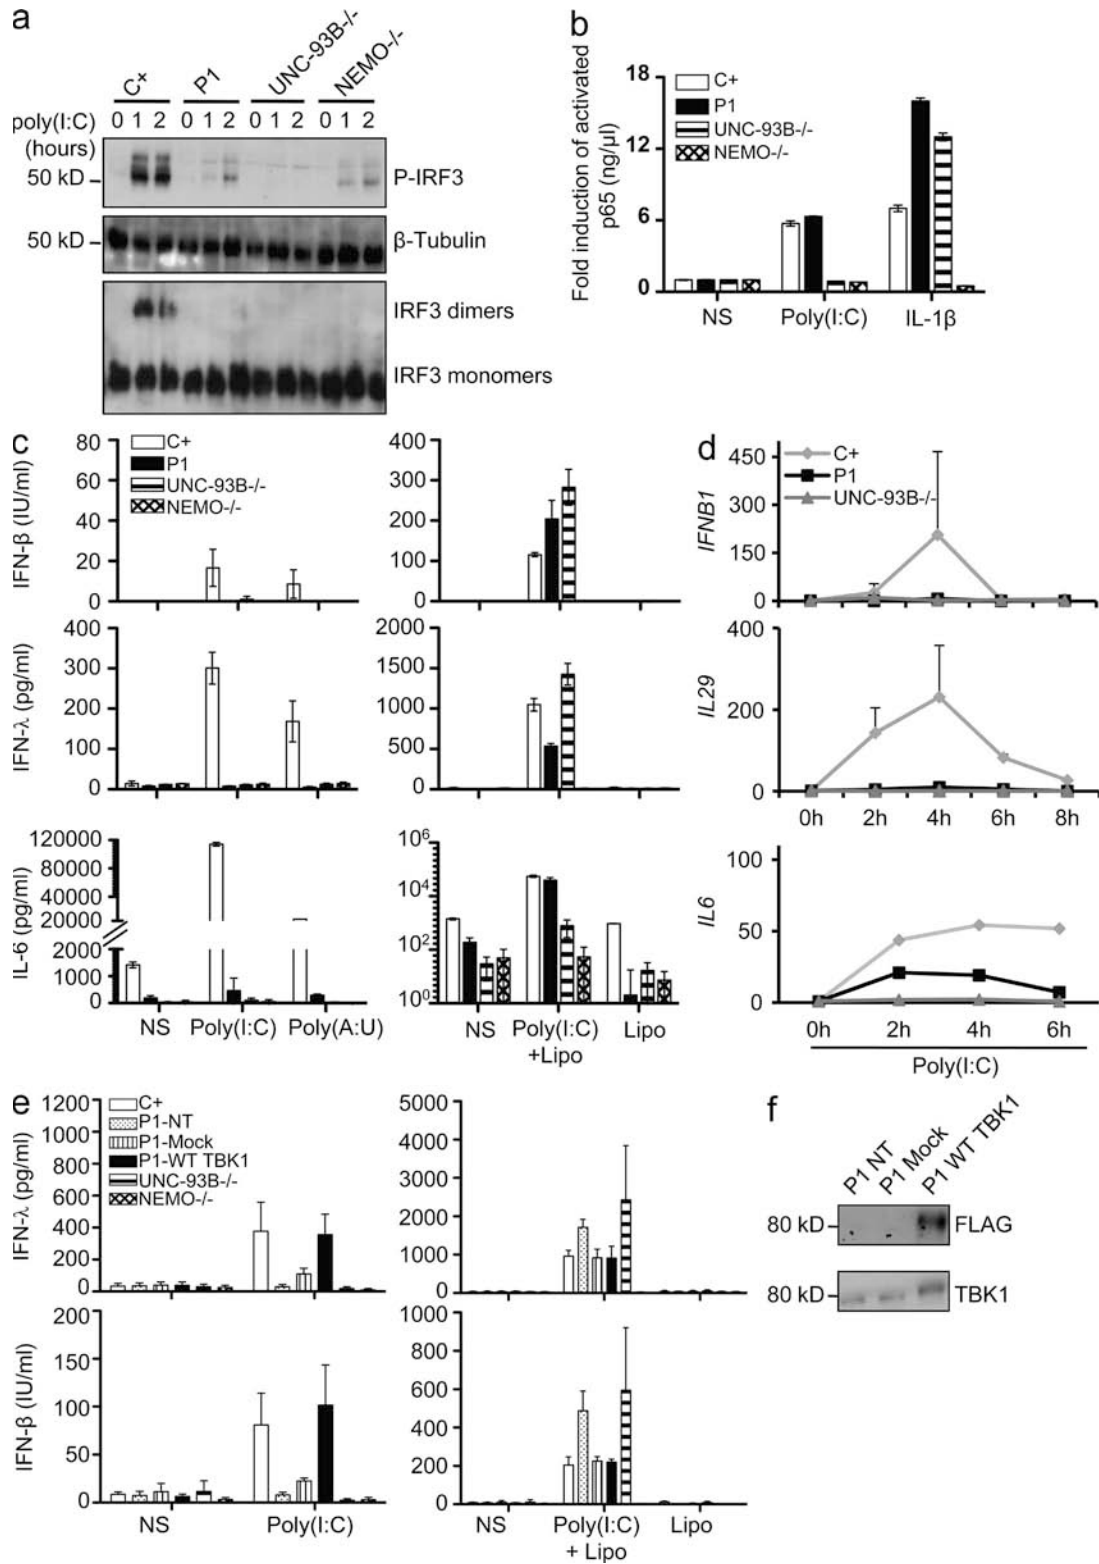 a
C+ P1 UNC-93B-/- NEMO-/-
poly(I:C) 0 1 2 0 1 2 0 1 2 0 1 2
(hours)
50 kD P-IRF3
50 kD β-Tubulin
IRF3 dimers
IRF3 monomers
b
Fold induction of activated
p65 (ng/µl)
18
12
6
0
C+
P1
UNC-93B-/-
NEMO-/-
NS Poly(I:C) IL-1β
c
IFN-β (IU/ml)
80
60
40
20
0
C+
P1
UNC-93B-/-
NEMO-/-
400
300
200
100
0
IFN-λ (pg/ml)
400
300
200
100
0
2000
1500
1000
500
0
IL-6 (pg/ml)
120000
100000
80000
60000
40000
20000
2000
1000
0
NS Poly(I:C) Poly(A:U)
10⁶
10⁴
10²
10⁰
NS Poly(I:C) Lipo
+Lipo
d
IFNB1
450
300
150
0
C+
P1
UNC-93B-/-
IL29
400
200
0
0h 2h 4h 6h 8h
IL6
100
50
0
0h 2h 4h 6h
Poly(I:C)
e
IFN-λ (pg/ml)
1200
1000
800
600
400
200
0
C+
P1-NT
P1-Mock
P1-WT TBK1
UNC-93B-/-
NEMO-/-
5000
4000
3000
2000
1000
0
IFN-β (IU/ml)
200
150
100
50
0
NS Poly(I:C)
1000
800
600
400
200
0
NS Poly(I:C) Lipo
+ Lipo
f
P1 NT P1 Mock P1 WT TBK1
80 kD FLAG
80 kD TBK1